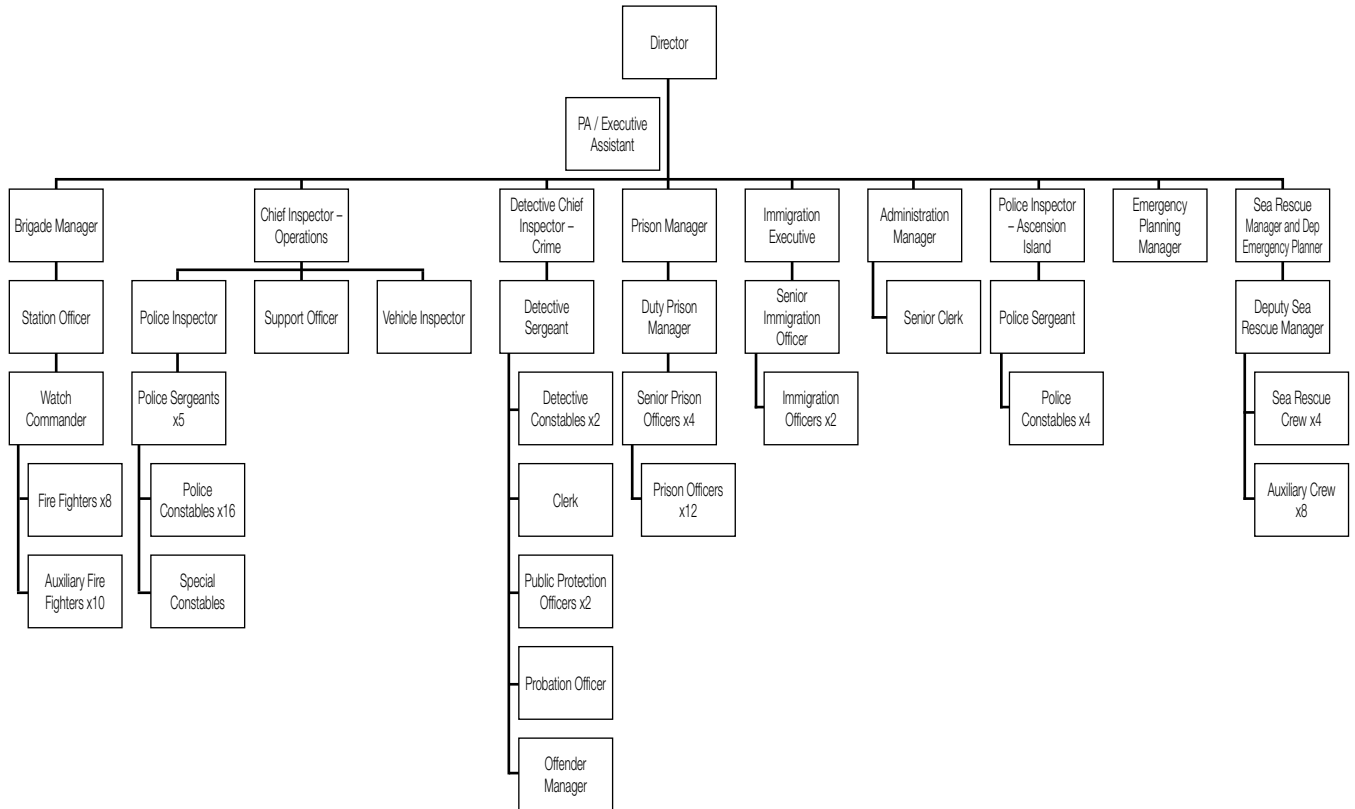 Director
PA / Executive
Assistant
Brigade Manager
Chief Inspector –
Operations
Detective Chief
Inspector –
Crime
Prison Manager
Immigration
Executive
Administration
Manager
Police Inspector
– Ascension
Island
Emergency
Planning
Manager
Sea Rescue
Manager and Dep
Emergency Planner
Station Officer
Police Inspector
Support Officer
Vehicle Inspector
Detective
Sergeant
Duty Prison
Manager
Senior
Immigration
Officer
Senior Clerk
Police Sergeant
Deputy Sea
Rescue Manager
Watch
Commander
Police Sergeants
x5
Detective
Constables x2
Senior Prison
Officers x4
Immigration
Officers x2
Police
Constables x4
Sea Rescue
Crew x4
Fire Fighters x8
Police
Constables x16
Clerk
Prison Officers
x12
Auxiliary Crew
x8
Auxiliary Fire
Fighters x10
Special
Constables
Public Protection
Officers x2
Probation Officer
Offender
Manager